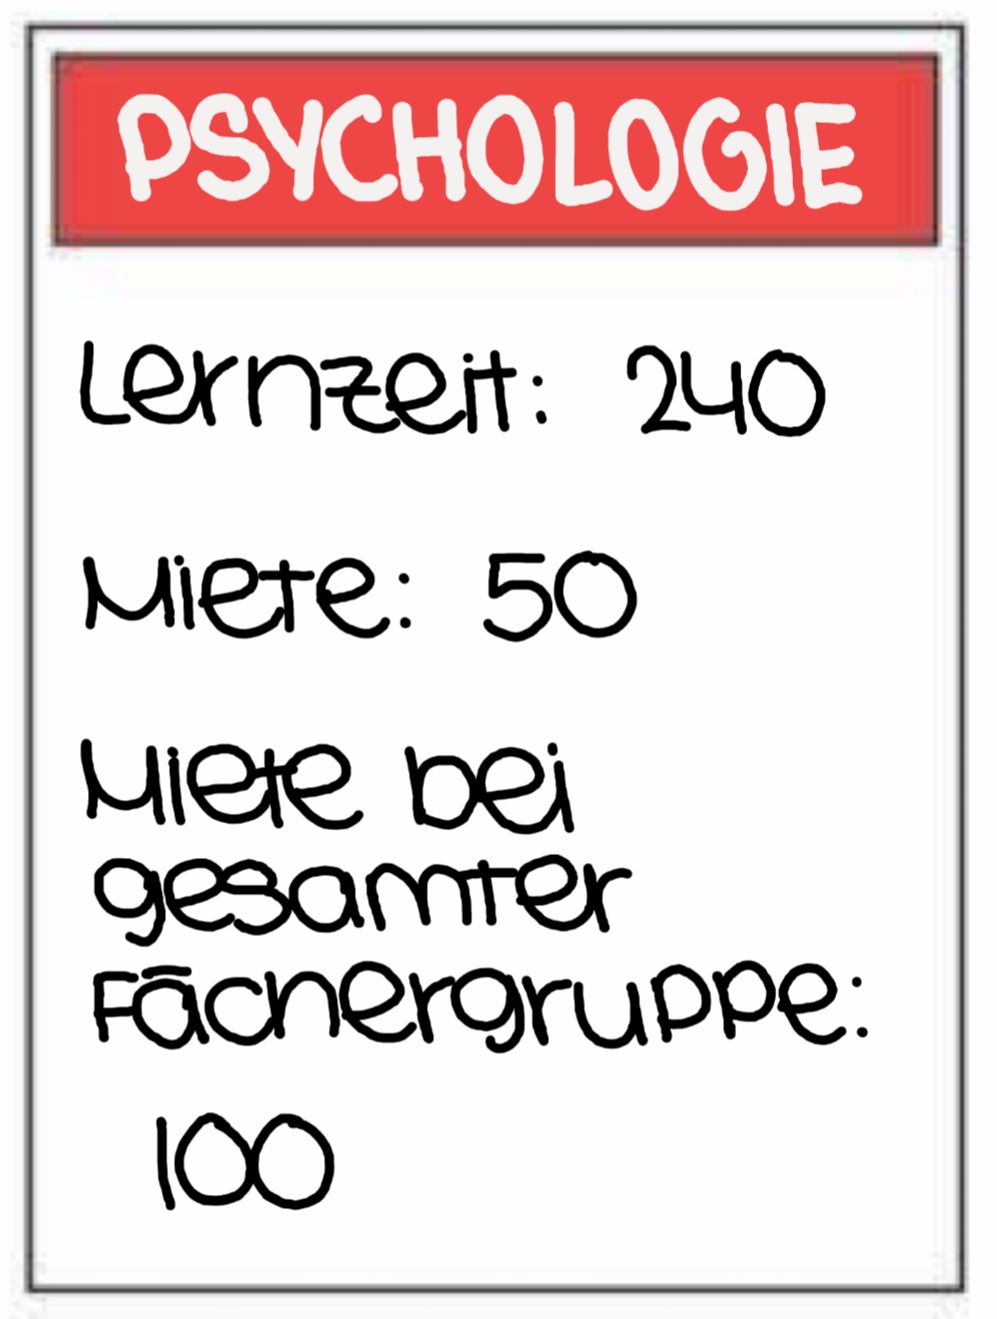 PSYCHOLOGIE
Lernzeit: 240
Miete: 50
Miete bei
gesamter
Fächergruppe:
100